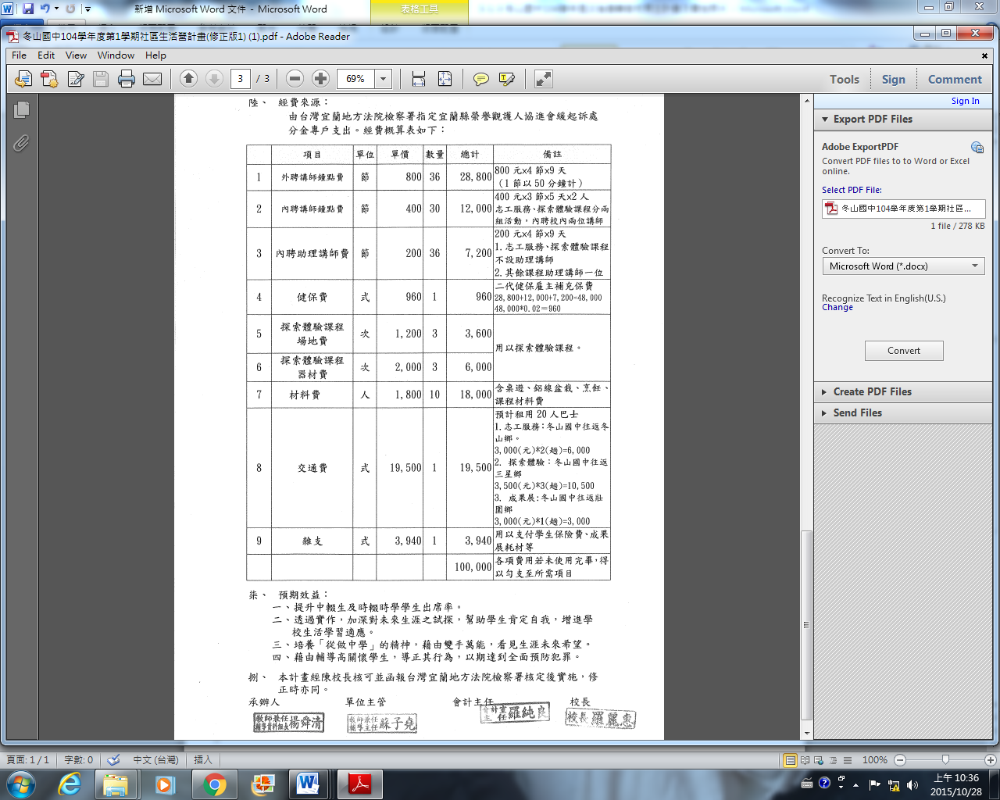 新增 Microsoft Word 文件 - Microsoft Word
表格工具
冬山國中104學年度第1學期社區生活營計畫(修正版1) (1).pdf - Adobe Reader
File Edit View Window Help
3 / 3
69%
Tools Sign Comment
Sign In
Export PDF Files
Adobe ExportPDF
Convert PDF files to to Word or Excel
online.
Select PDF File:
冬山國中104學年度第1學期社區...
1 file / 278 KB
Convert To:
Microsoft Word (*.docx)
Recognize Text in English(U.S.)
Change
Convert
Create PDF Files
Send Files
陸、 經費來源：
由台灣宜蘭地方法院檢察署指定宜蘭縣榮譽觀護人協進會緩起訴處
分金專戶支出。經費概算表如下：
項目 單位 單價 數量 總計 備註
1 外聘講師鐘點費 節 800 36 28,800 800 元×4 節×9 天
（1 節以 50 分鐘計）
2 內聘講師鐘點費 節 400 30 12,000 400 元×3 節×5 天×2 人
志工服務、探索體驗課程分兩
組活動，內聘校內兩位講師
3 內聘助理講師費 節 200 36 7,200 200 元×4 節×9 天
1.志工服務、探索體驗課程
不設助理講師
2.其餘課程助理講師一位
4 健保費 式 960 1 960 二代健保雇主補充保費
28,800+12,000+7,200=48,000
48,000*0.02＝960
5 探索體驗課程
場地費 次 1,200 3 3,600 用以探索體驗課程。
6 探索體驗課程
器材費 次 2,000 3 6,000
7 材料費 人 1,800 10 18,000 含桌遊、鋁線盆栽、烹飪、
課程材料費
8 交通費 式 19,500 1 19,500 預計租用 20 人巴士
1.志工服務：冬山國中往返冬
山鄉。
3,000(元)*2(趟)=6,000
2. 探索體驗：冬山國中往返
三星鄉
3,500(元)*3(趟)=10,500
3. 成果展:冬山國中往返壯
圍鄉
3,000(元)*1(趟)=3,000
9 雜支 式 3,940 1 3,940 用以支付學生保險費、成果
展耗材等
100,000 各項費用若未使用完畢，得
以勻支至所需項目
柒、 預期效益：
一、提升中輟生及時輟時學學生出席率。
二、透過實作，加深對未來生涯之試探，幫助學生肯定自我，增進學
校生活學習適應。
三、培養「從做中學」的精神，藉由雙手萬能，看見生涯未來希望。
四、藉由輔導高關懷學生，導正其行為，以期達到全面預防犯罪。
捌、 本計畫經陳校長核可並函報台灣宜蘭地方法院檢察署核定後實施，修
正時亦同。
承辦人 單位主管 會計主任 校長
教師兼任
輔導資料組長 楊舜清
教師兼任
輔導主任 蘇子堯
會計室
主任 羅純良
校長 羅麗惠
頁面: 1 / 1 字數: 0 中文 (台灣) 插入 100%
上午 10:36
2015/10/28